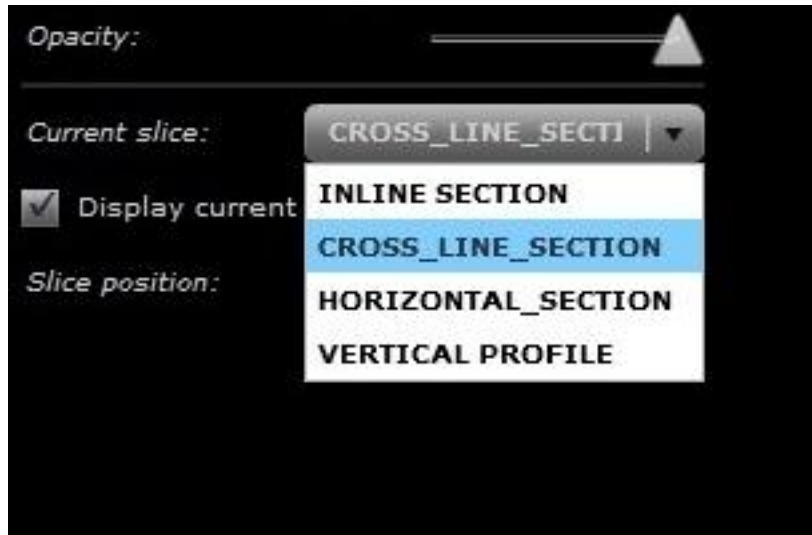 Opacity:
Current slice: CROSS_LINE_SECTI
INLINE SECTION
Display current
CROSS_LINE_SECTION
Slice position:
HORIZONTAL_SECTION
VERTICAL PROFILE